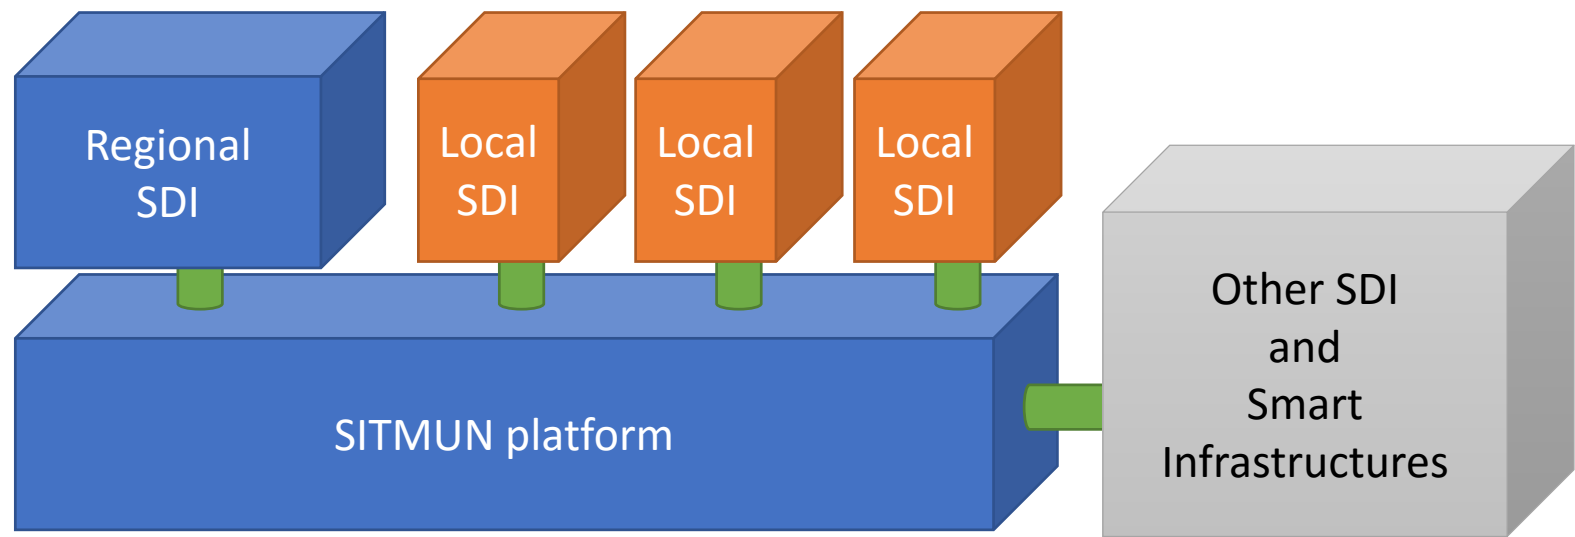 Regional
SDI
Local
SDI
Local
SDI
Local
SDI
Other SDI
and
Smart
Infrastructures
SITMUN platform